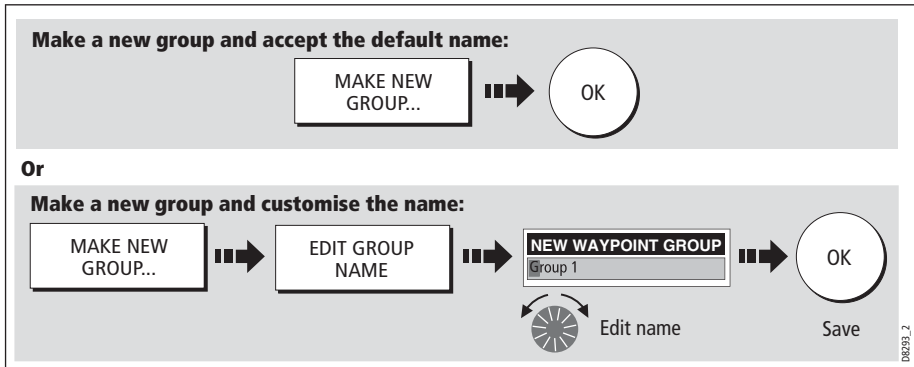 Make a new group and accept the default name:
MAKE NEW
GROUP...
OK
Or
Make a new group and customise the name:
MAKE NEW
GROUP...
EDIT GROUP
NAME
NEW WAYPOINT GROUP
Group 1
Edit name
OK
Save
D8293_2